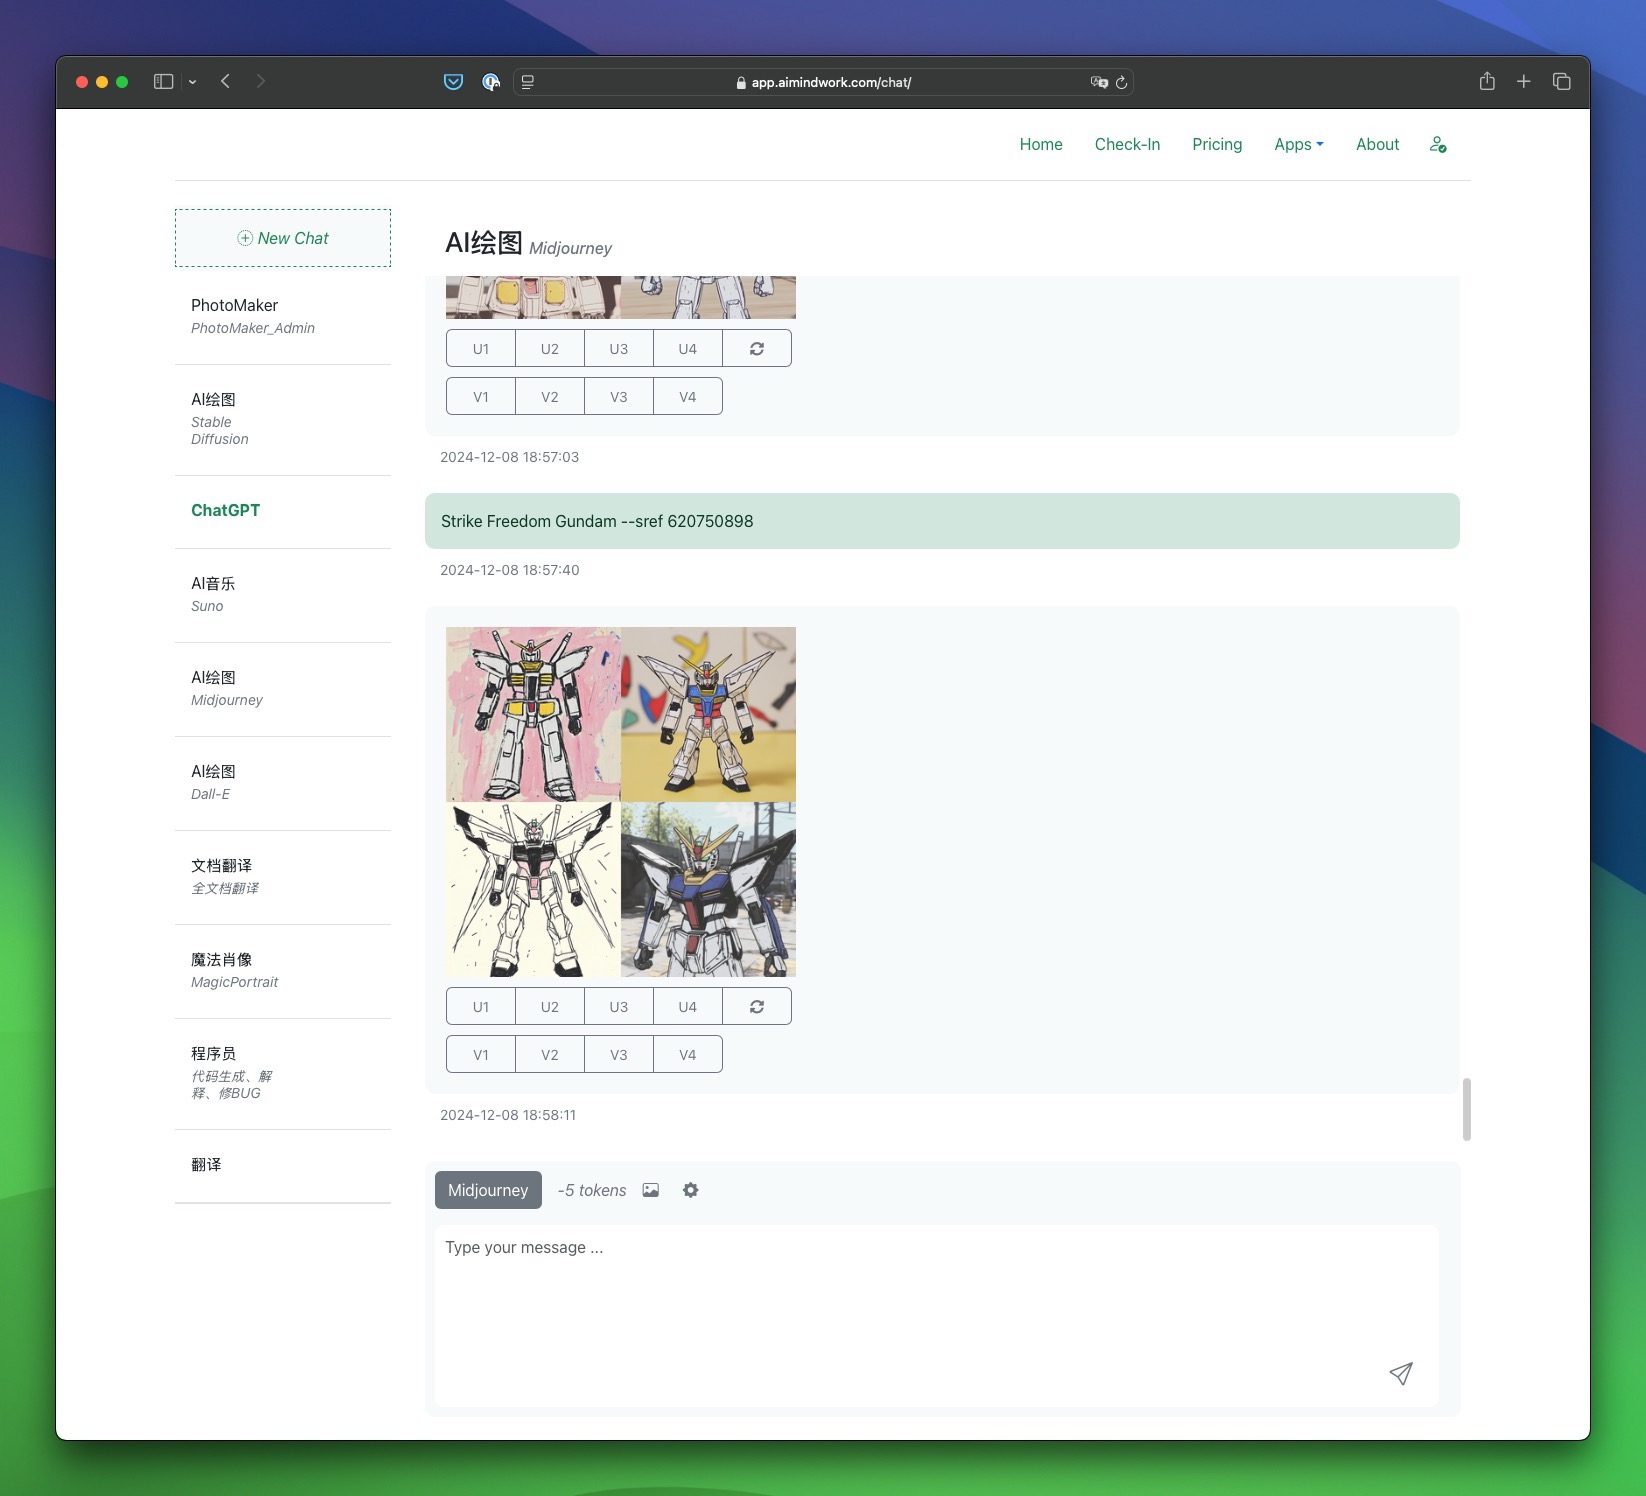 app.aimindwork.com/chat/
Home Check-In Pricing Apps About
New Chat
PhotoMaker
PhotoMaker_Admin
AI绘图
Stable
Diffusion
ChatGPT
AI音乐
Suno
AI绘图
Midjourney
AI绘图
Dall-E
文档翻译
全文档翻译
魔法肖像
MagicPortrait
程序员
代码生成、解
释、修BUG
翻译
AI绘图 Midjourney
U1 U2 U3 U4
V1 V2 V3 V4
2024-12-08 18:57:03
Strike Freedom Gundam --sref 620750898
2024-12-08 18:57:40
U1 U2 U3 U4
V1 V2 V3 V4
2024-12-08 18:58:11
Midjourney -5 tokens
Type your message ...